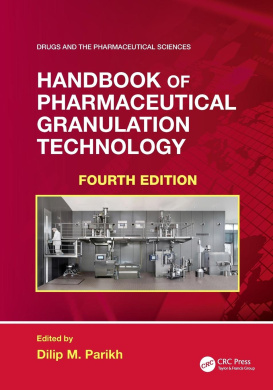 DRUGS AND THE PHARMACEUTICAL SCIENCES
HANDBOOK OF
PHARMACEUTICAL
GRANULATION
TECHNOLOGY
FOURTH EDITION
Edited by
Dilip M. Parikh
CRC
CRC Press
Taylor & Francis Group